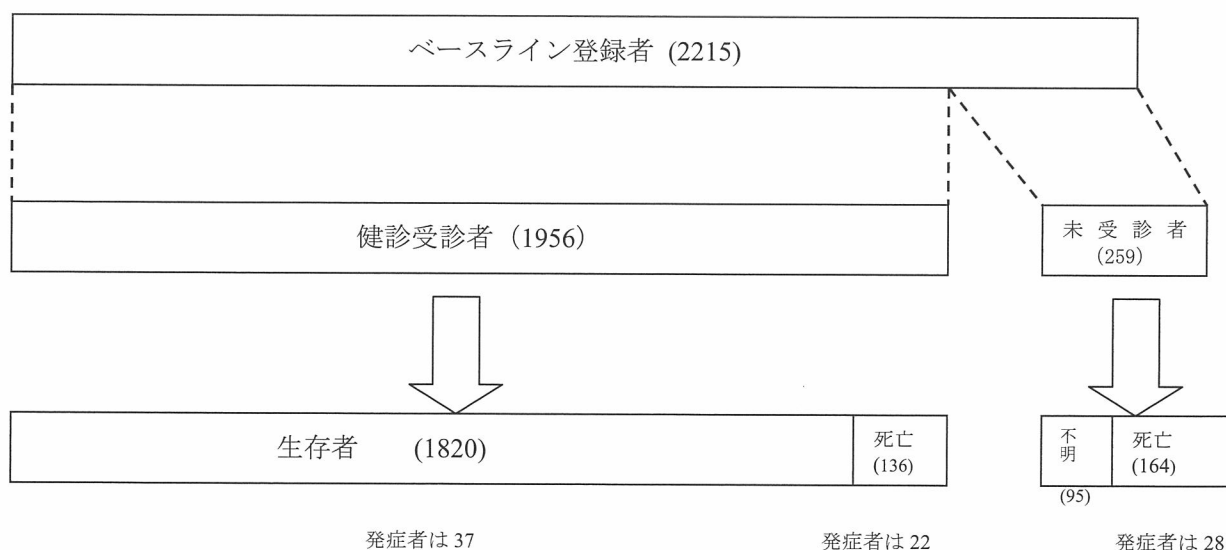 ベースライン登録者 (2215)
健診受診者（1956）
未受診者
(259)
生存者 (1820)
死亡
(136)
不明
(95)
死亡
(164)
発症者は 37
発症者は 22
発症者は 28